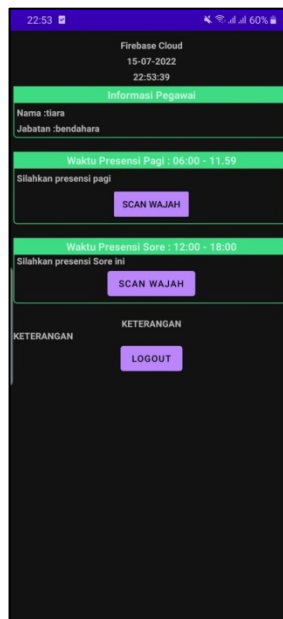 22:53 60%
Firebase Cloud
15-07-2022
22:53:39
Informasi Pegawai
Nama :tiara
Jabatan :bendahara
Waktu Presensi Pagi : 06:00 - 11.59
Silahkan presensi pagi
SCAN WAJAH
Waktu Presensi Sore : 12:00 - 18:00
Silahkan presensi Sore ini
SCAN WAJAH
KETERANGAN
KETERANGAN
LOGOUT